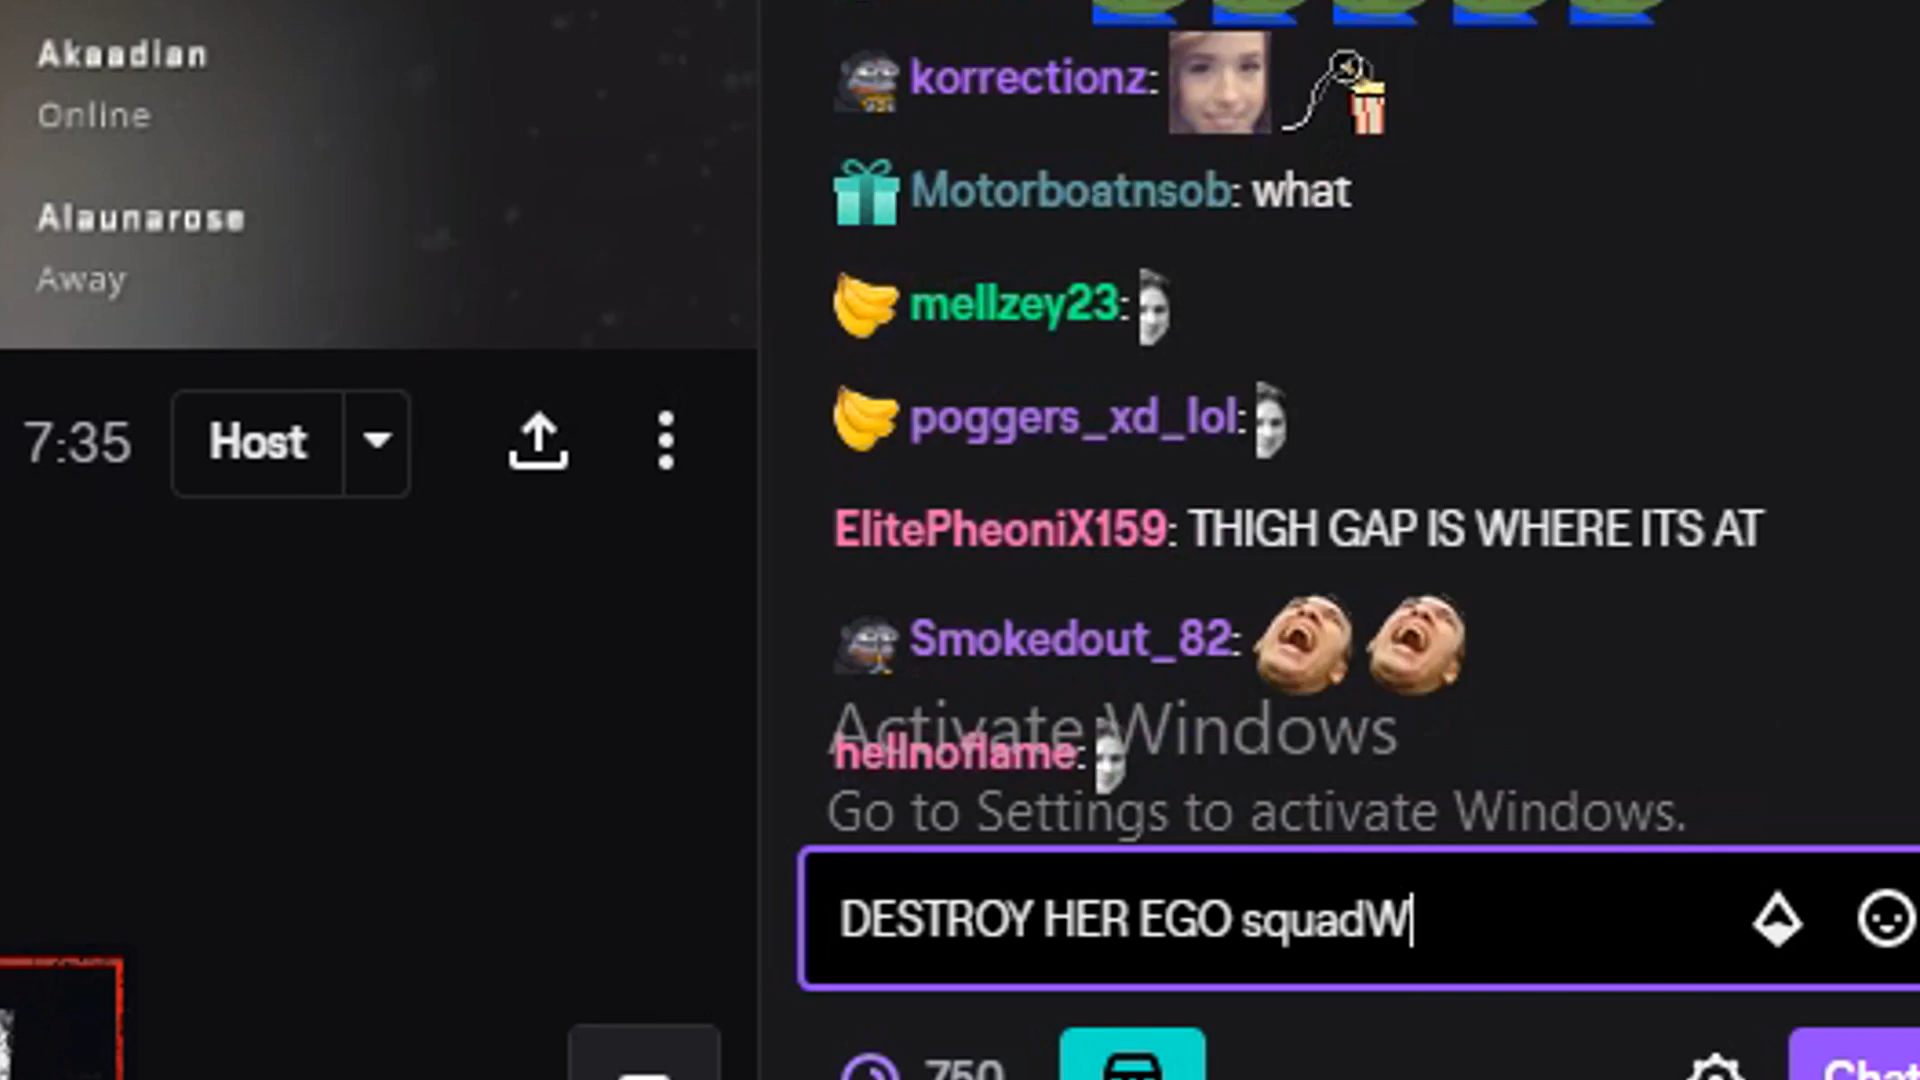 Akaadian
Online
Alaunarose
Away
7:35
Host
korrectionz:
Motorboatnsob: what
mellzey23:
poggers_xd_lol:
ElitePheoniX159: THIGH GAP IS WHERE ITS AT
Smokedout_82:
Activate Windows
hellnoflame:
Go to Settings to activate Windows.
DESTROY HER EGO squadW
750
Chat